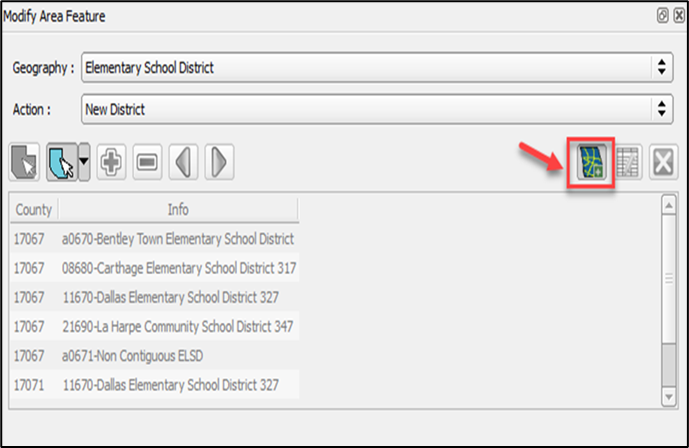 Modify Area Feature
Geography : Elementary School District
Action : New District
County Info
17067 a0670-Bentley Town Elementary School District
17067 08680-Carthage Elementary School District 317
17067 11670-Dallas Elementary School District 327
17067 21690-La Harpe Community School District 347
17067 a0671-Non Contiguous ELSD
17071 11670-Dallas Elementary School District 327